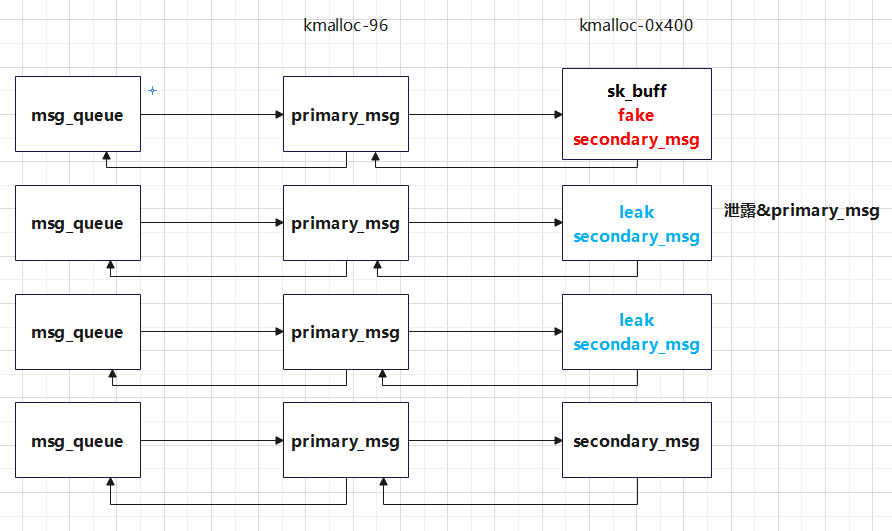 kmalloc-96
kmalloc-0x400
msg_queue
primary_msg
sk_buff
fake
secondary_msg
msg_queue
primary_msg
leak
secondary_msg
泄露&primary_msg
msg_queue
primary_msg
leak
secondary_msg
msg_queue
primary_msg
secondary_msg